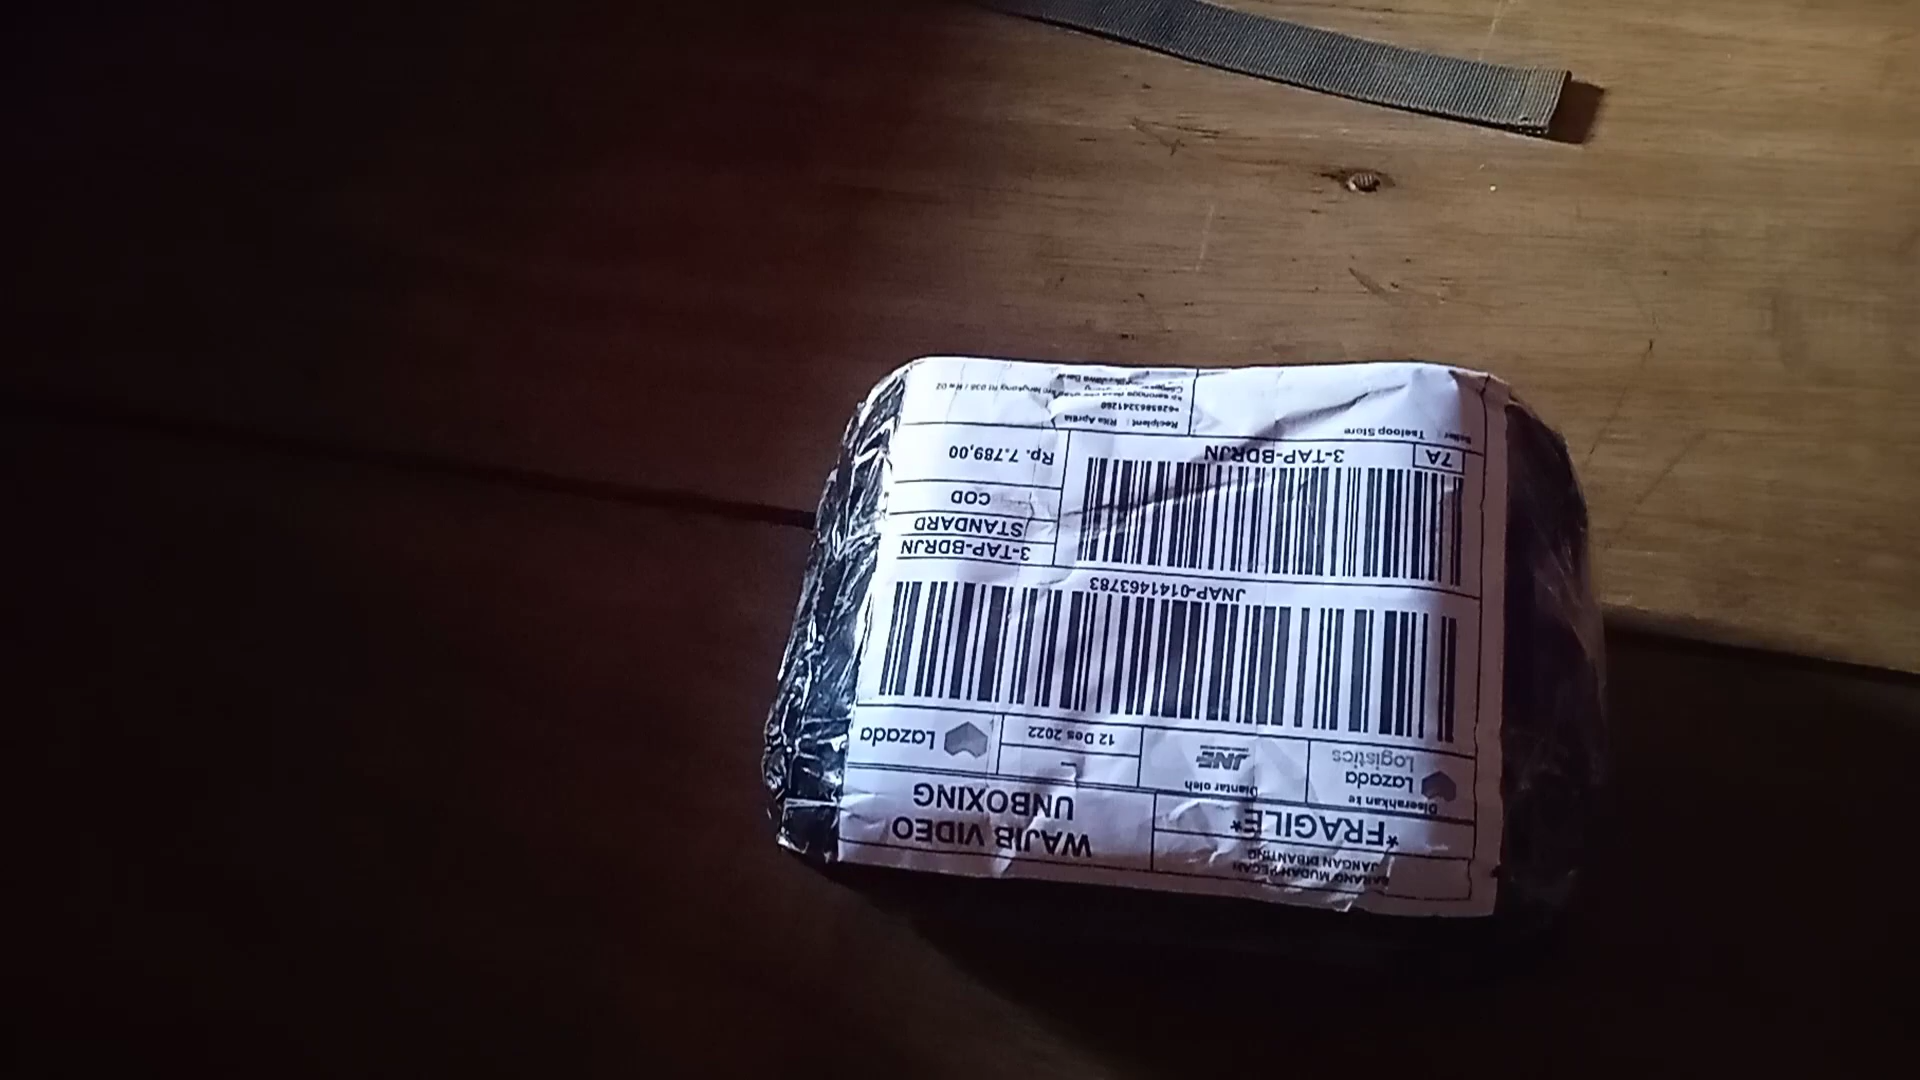 BARANG MUDAH PECAH
JANGAN DIBANTING
*FRAGILE*
WAJIB VIDEO
UNBOXING
Diserahkan ke
Lazada
Logistics
Diantar oleh
JNE
12 Des 2022
Lazada
JNAP-0141463783
3-TAP-BDRJN
STANDARD
COD
Rp. 7.789,00
7A
3-TAP-BDRJN
Seller : Tseloop Store
Recipient : Rita Aprilia
+6285863241260